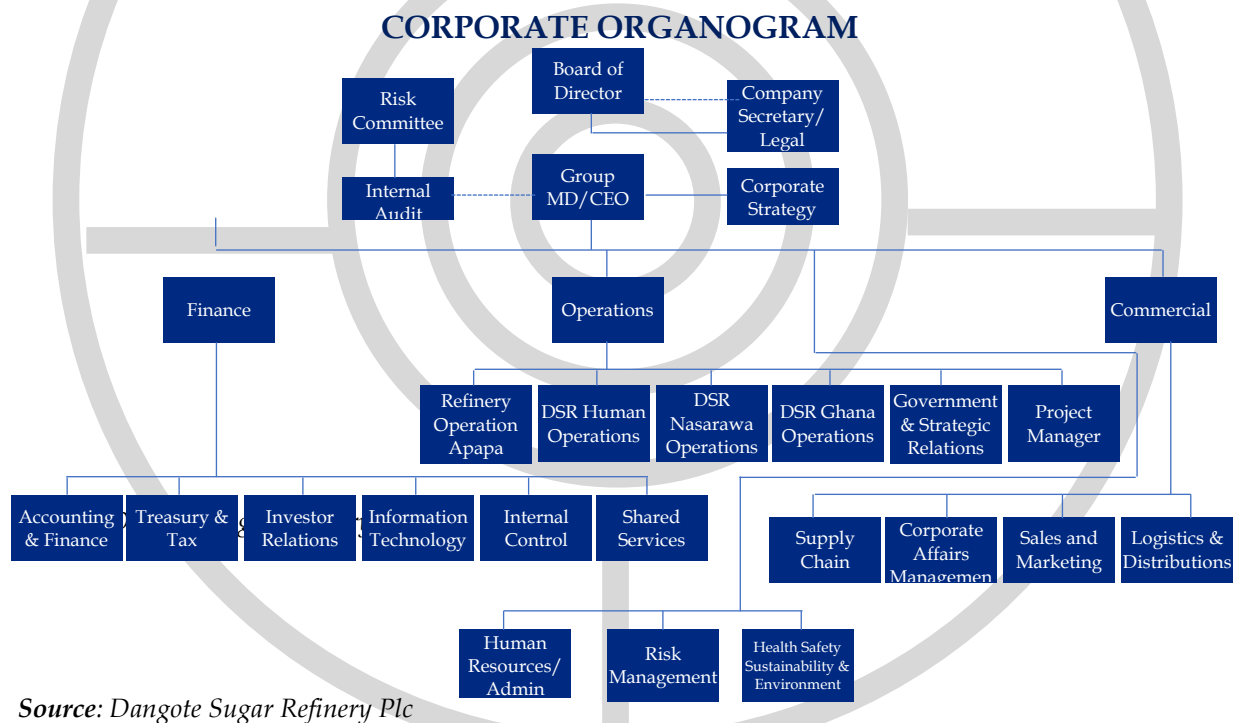 CORPORATE ORGANOGRAM
Board of
Director
Risk
Committee
Company
Secretary/
Legal
Internal
Audit
Group
MD/CEO
Corporate
Strategy
Finance
Operations
Commercial
Refinery
Operation
Apapa
DSR Human
Operations
DSR
Nasarawa
Operations
DSR Ghana
Operations
Government
& Strategic
Relations
Project
Manager
Accounting
& Finance
Treasury &
Tax
Investor
Relations
Information
Technology
Internal
Control
Shared
Services
Supply
Chain
Corporate
Affairs
Managemen
Sales and
Marketing
Logistics &
Distributions
Human
Resources/
Admin
Risk
Management
Health Safety
Sustainability &
Environment
Source: Dangote Sugar Refinery Plc